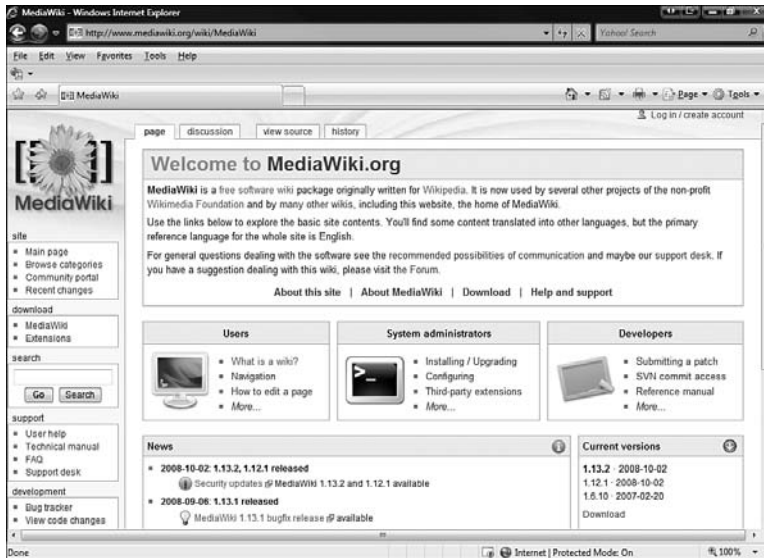 MediaWiki - Windows Internet Explorer
http://www.mediawiki.org/wiki/MediaWiki
Yahoo! Search
File Edit View Favorites Tools Help
MediaWiki
Page Tools
Log in / create account
page discussion view source history
MediaWiki
Welcome to MediaWiki.org
MediaWiki is a free software wiki package originally written for Wikipedia. It is now used by several other projects of the non-profit
Wikimedia Foundation and by many other wikis, including this website, the home of MediaWiki.
Use the links below to explore the basic site contents. You'll find some content translated into other languages, but the primary
reference language for the whole site is English.
For general questions dealing with the software see the recommended possibilities of communication and maybe our support desk. If
you have a suggestion dealing with this wiki, please visit the Forum.
About this site | About MediaWiki | Download | Help and support
site
Main page
Browse categories
Community portal
Recent changes
download
MediaWiki
Extensions
search
Go Search
support
User help
Technical manual
FAQ
Support desk
development
Bug tracker
View code changes
Users
What is a wiki?
Navigation
How to edit a page
More...
System administrators
Installing / Upgrading
Configuring
Third-party extensions
More...
Developers
Submitting a patch
SVN commit access
Reference manual
More...
News
2008-10-02: 1.13.2, 1.12.1 released
Security updates MediaWiki 1.13.2 and 1.12.1 available
2008-09-06: 1.13.1 released
MediaWiki 1.13.1 bugfix release available
Current versions
1.13.2 · 2008-10-02
1.12.1 · 2008-10-02
1.6.10 · 2007-02-20
Download
Done
Internet | Protected Mode: On
100%